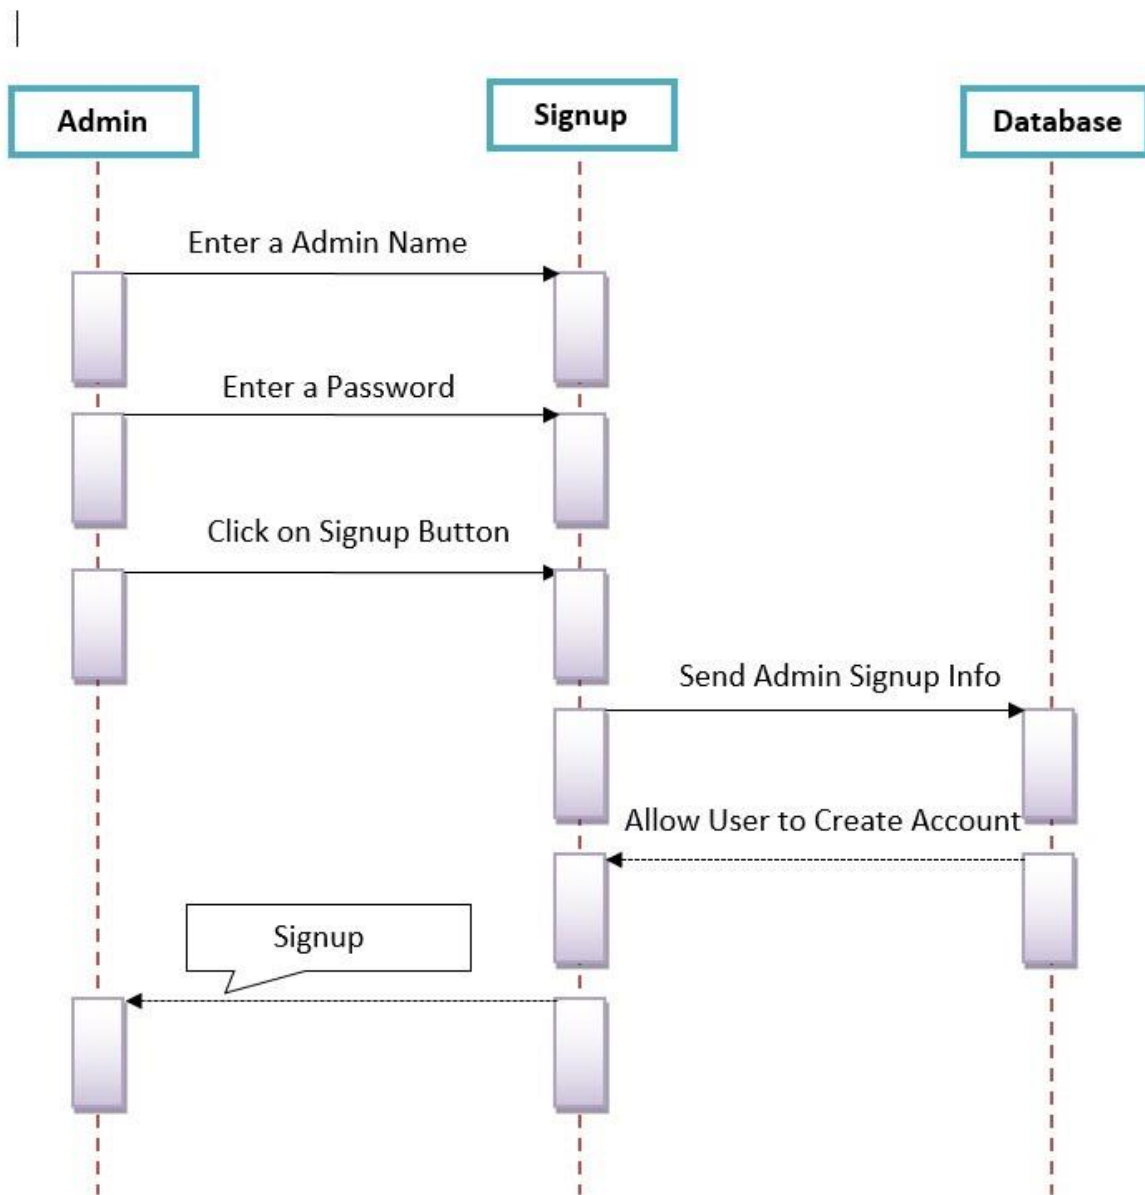 Admin
Signup
Database
Enter a Admin Name
Enter a Password
Click on Signup Button
Send Admin Signup Info
Allow User to Create Account
Signup